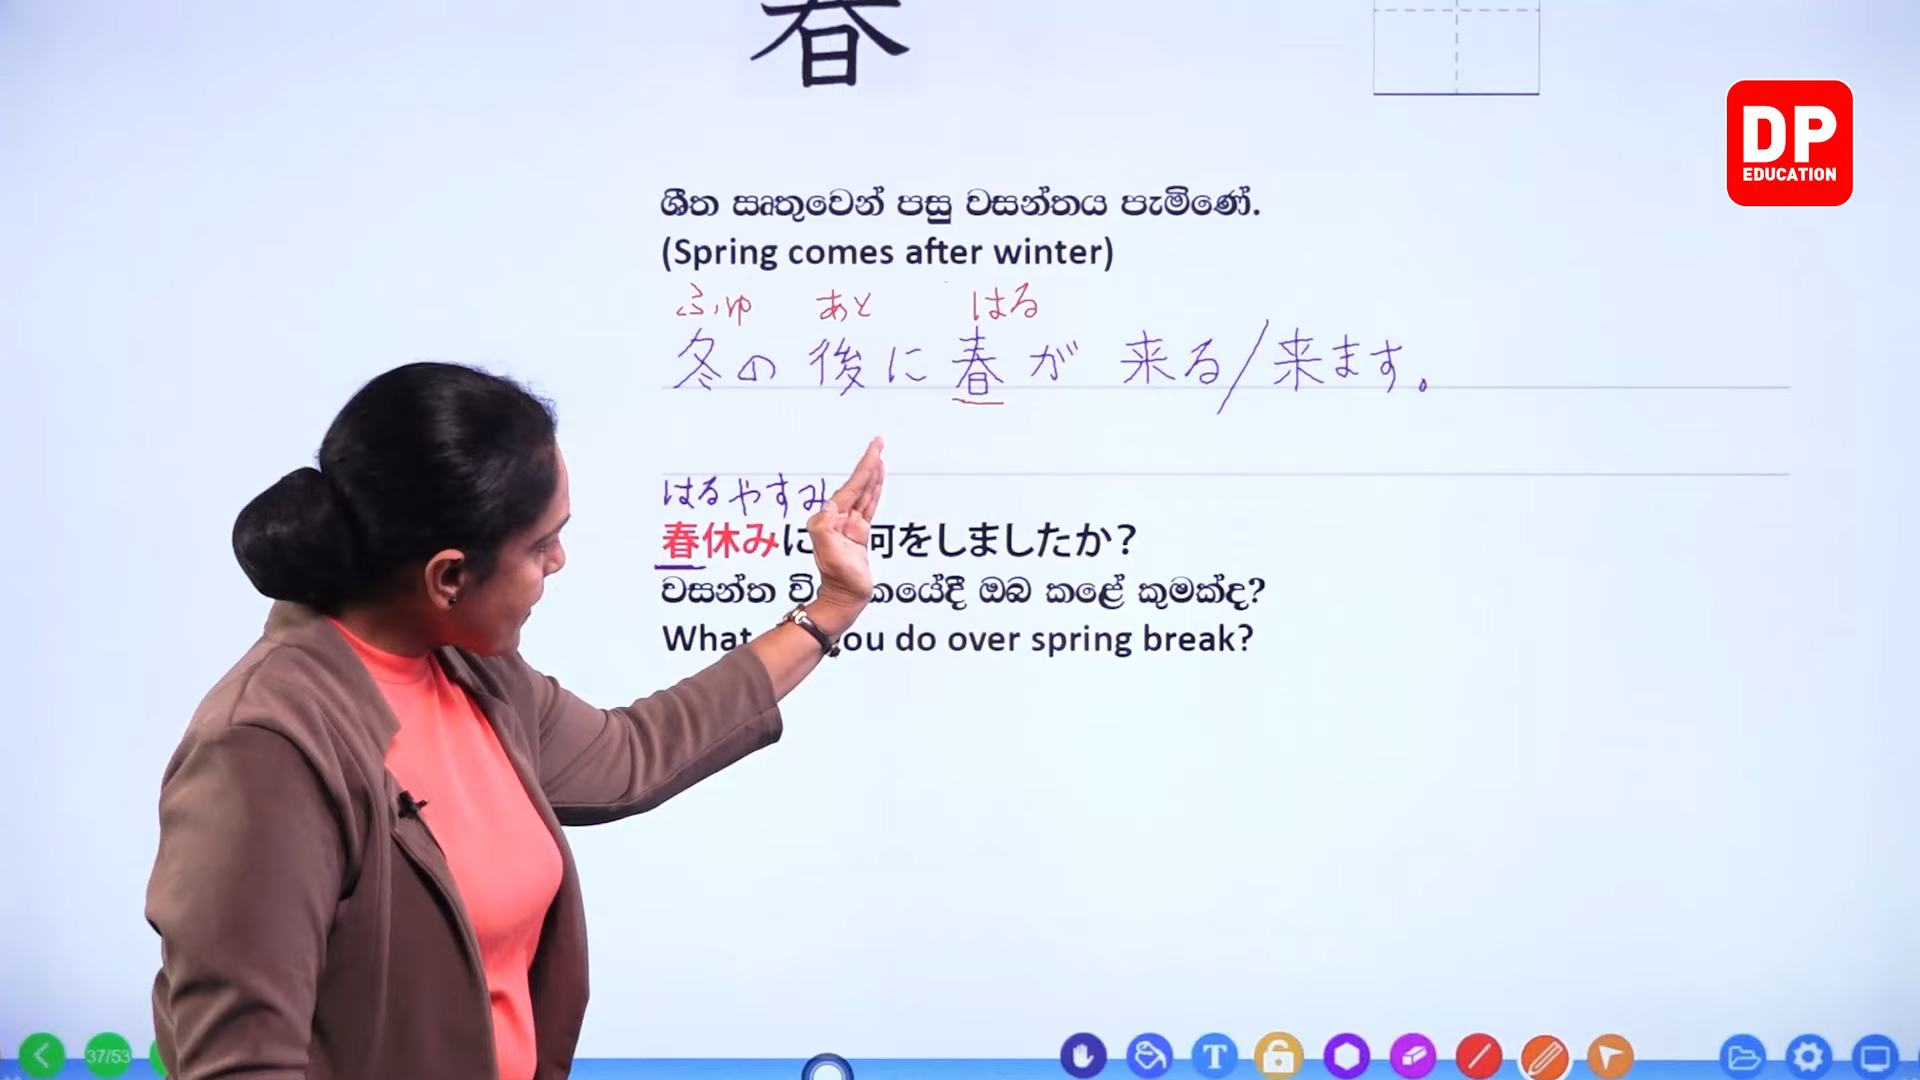 春
DP
EDUCATION
ශීත සෘතුවෙන් පසු වසන්තය පැමිණේ.
(Spring comes after winter)
ふゆ あと はる
冬の後に春が 来る/来ます。
はるやすみ
春休みに 何をしましたか?
වසන්ත කයේදී ඔබ කළේ කුමක්ද?
What you do over spring break?
37/53
T